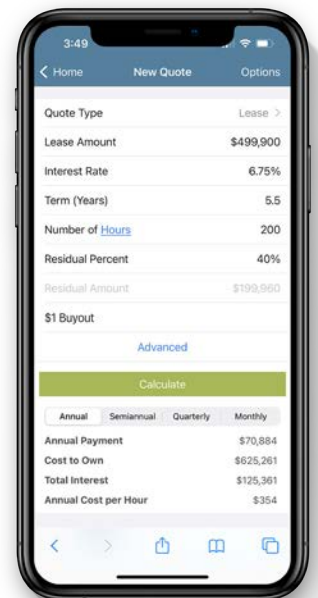 3:49
Home New Quote Options
Quote Type Lease
Lease Amount $499,900
Interest Rate 6.75%
Term (Years) 5.5
Number of Hours 200
Residual Percent 40%
Residual Amount $199,960
$1 Buyout
Advanced
Calculate
Annual Semiannual Quarterly Monthly
Annual Payment $70,884
Cost to Own $625,261
Total Interest $125,361
Annual Cost per Hour $354